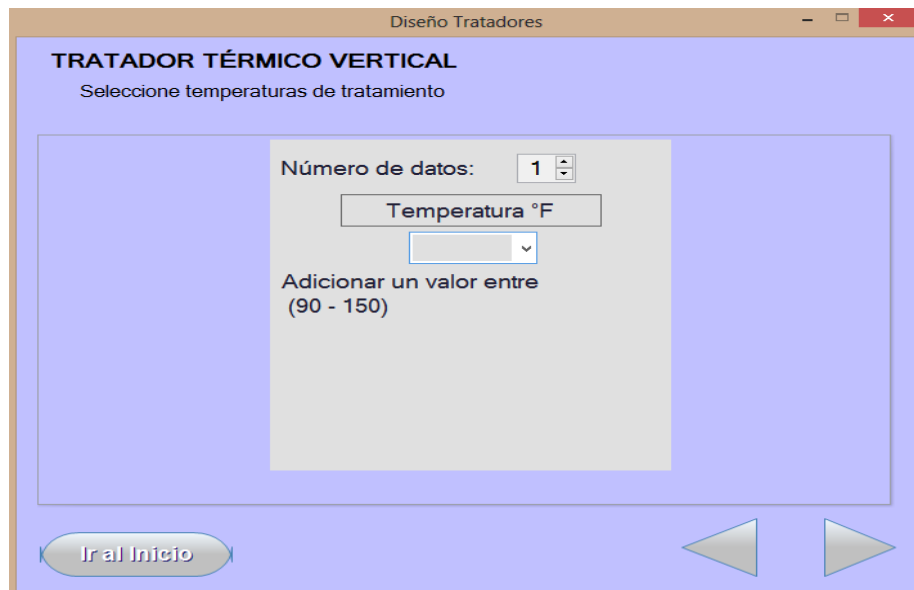 Diseño Tratadores
TRATADOR TÉRMICO VERTICAL
Seleccione temperaturas de tratamiento
Número de datos: 1
Temperatura °F
Adicionar un valor entre
(90 - 150)
Ir al Inicio